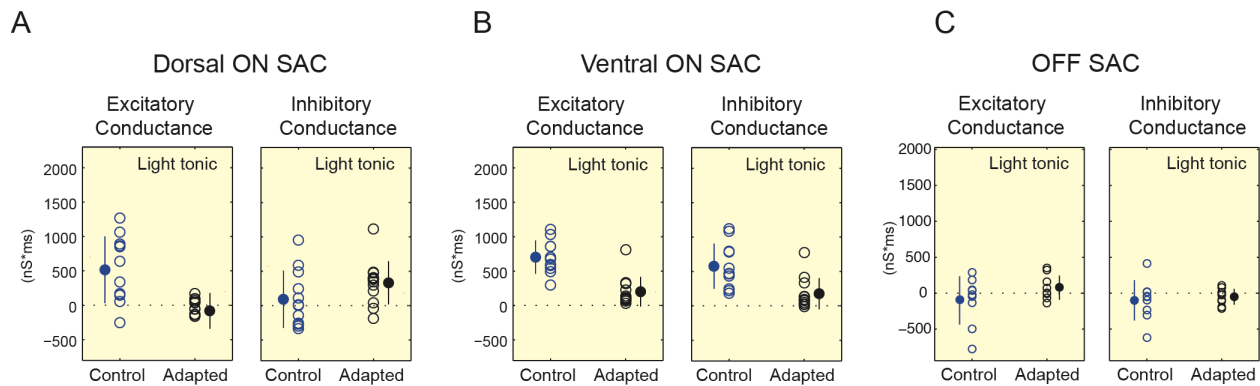 A
Dorsal ON SAC
Excitatory
Conductance
Inhibitory
Conductance
Light tonic
Light tonic
2000
1500
1000
500
0
−500
(nS*ms)
Control
Adapted
Control
Adapted
B
Ventral ON SAC
Excitatory
Conductance
Inhibitory
Conductance
Light tonic
Light tonic
2000
1500
1000
500
0
−500
(nS*ms)
Control
Adapted
Control
Adapted
C
OFF SAC
Excitatory
Conductance
Inhibitory
Conductance
Light tonic
Light tonic
2000
1500
1000
500
0
−500
(nS*ms)
Control
Adapted
Control
Adapted